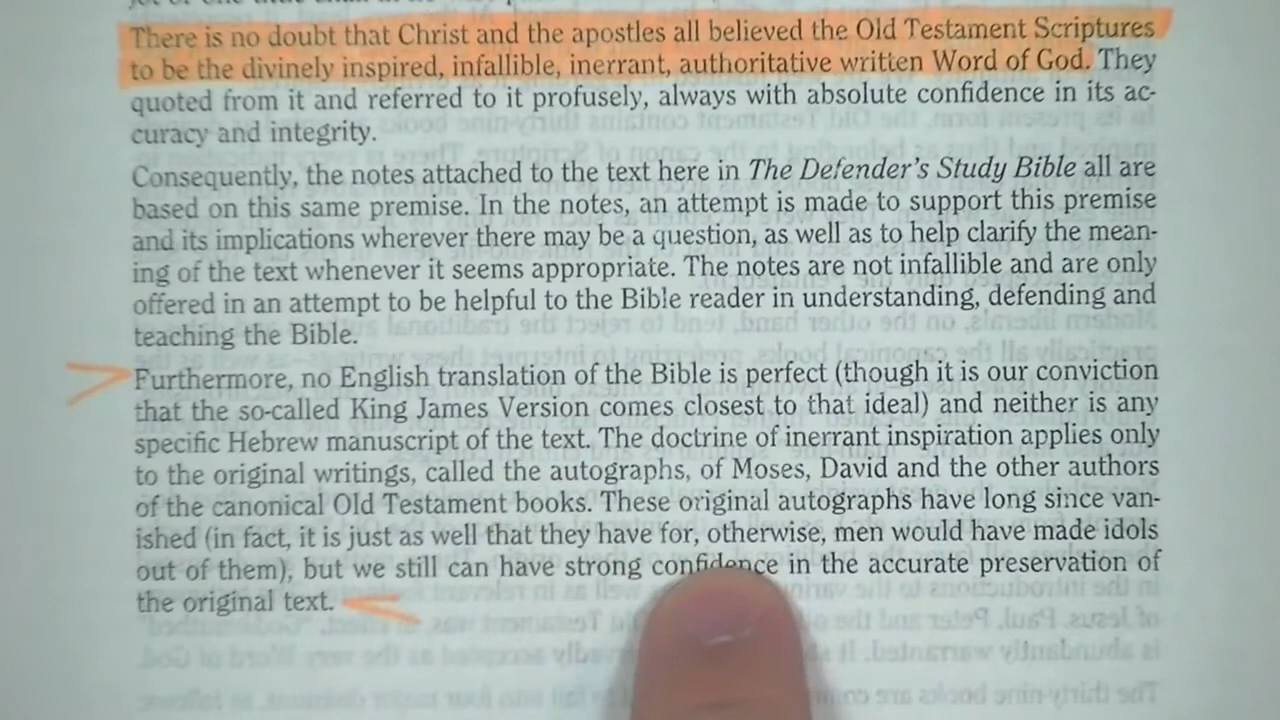 There is no doubt that Christ and the apostles all believed the Old Testament Scriptures
to be the divinely inspired, infallible, inerrant, authoritative written Word of God. They
quoted from it and referred to it profusely, always with absolute confidence in its ac-
curacy and integrity.
Consequently, the notes attached to the text here in The Defender's Study Bible all are
based on this same premise. In the notes, an attempt is made to support this premise
and its implications wherever there may be a question, as well as to help clarify the mean-
ing of the text whenever it seems appropriate. The notes are not infallible and are only
offered in an attempt to be helpful to the Bible reader in understanding, defending and
teaching the Bible.
Furthermore, no English translation of the Bible is perfect (though it is our conviction
that the so-called King James Version comes closest to that ideal) and neither is any
specific Hebrew manuscript of the text. The doctrine of inerrant inspiration applies only
to the original writings, called the autographs, of Moses, David and the other authors
of the canonical Old Testament books. These original autographs have long since van-
ished (in fact, it is just as well that they have for, otherwise, men would have made idols
out of them), but we still can have strong confidence in the accurate preservation of
the original text.